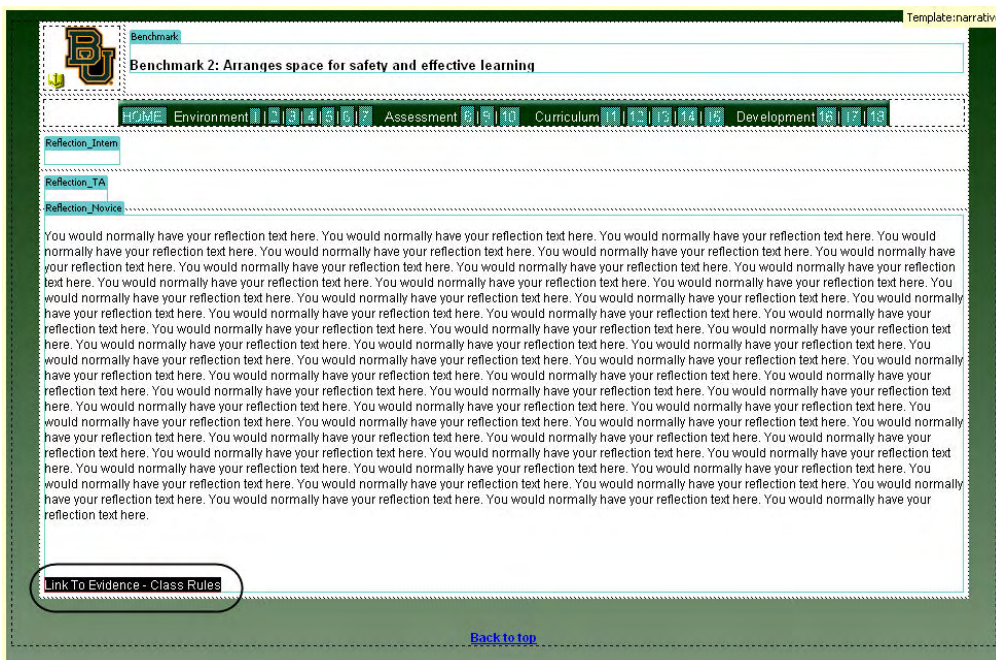 Template:narrative
BU
Benchmark
Benchmark 2: Arranges space for safety and effective learning
HOME Environment 1 | 2 | 3 | 4 | 5 | 6 | 7 Assessment 8 | 9 | 10 Curriculum 11 | 12 | 13 | 14 | 15 Development 16 | 17 | 18
Reflection_Intern
Reflection_TA
Reflection_Novice
You would normally have your reflection text here. You would normally have your reflection text here. You would normally have your reflection text here. You would
normally have your reflection text here. You would normally have your reflection text here. You would normally have your reflection text here. You would normally have
your reflection text here. You would normally have your reflection text here. You would normally have your reflection text here. You would normally have your reflection
text here. You would normally have your reflection text here. You would normally have your reflection text here. You would normally have your reflection text here. You
would normally have your reflection text here. You would normally have your reflection text here. You would normally have your reflection text here. You would normally
have your reflection text here. You would normally have your reflection text here. You would normally have your reflection text here. You would normally have your
reflection text here. You would normally have your reflection text here. You would normally have your reflection text here. You would normally have your reflection text
here. You would normally have your reflection text here. You would normally have your reflection text here. You would normally have your reflection text here. You
would normally have your reflection text here. You would normally have your reflection text here. You would normally have your reflection text here. You would normally
have your reflection text here. You would normally have your reflection text here. You would normally have your reflection text here. You would normally have your
reflection text here. You would normally have your reflection text here. You would normally have your reflection text here. You would normally have your reflection text
here. You would normally have your reflection text here. You would normally have your reflection text here. You would normally have your reflection text here. You
would normally have your reflection text here. You would normally have your reflection text here. You would normally have your reflection text here. You would normally
have your reflection text here. You would normally have your reflection text here. You would normally have your reflection text here. You would normally have your
reflection text here. You would normally have your reflection text here. You would normally have your reflection text here. You would normally have your reflection text
here. You would normally have your reflection text here. You would normally have your reflection text here. You would normally have your reflection text here. You
would normally have your reflection text here. You would normally have your reflection text here. You would normally have your reflection text here. You would normally
have your reflection text here. You would normally have your reflection text here. You would normally have your reflection text here. You would normally have your
reflection text here.
Link To Evidence - Class Rules
Back to top